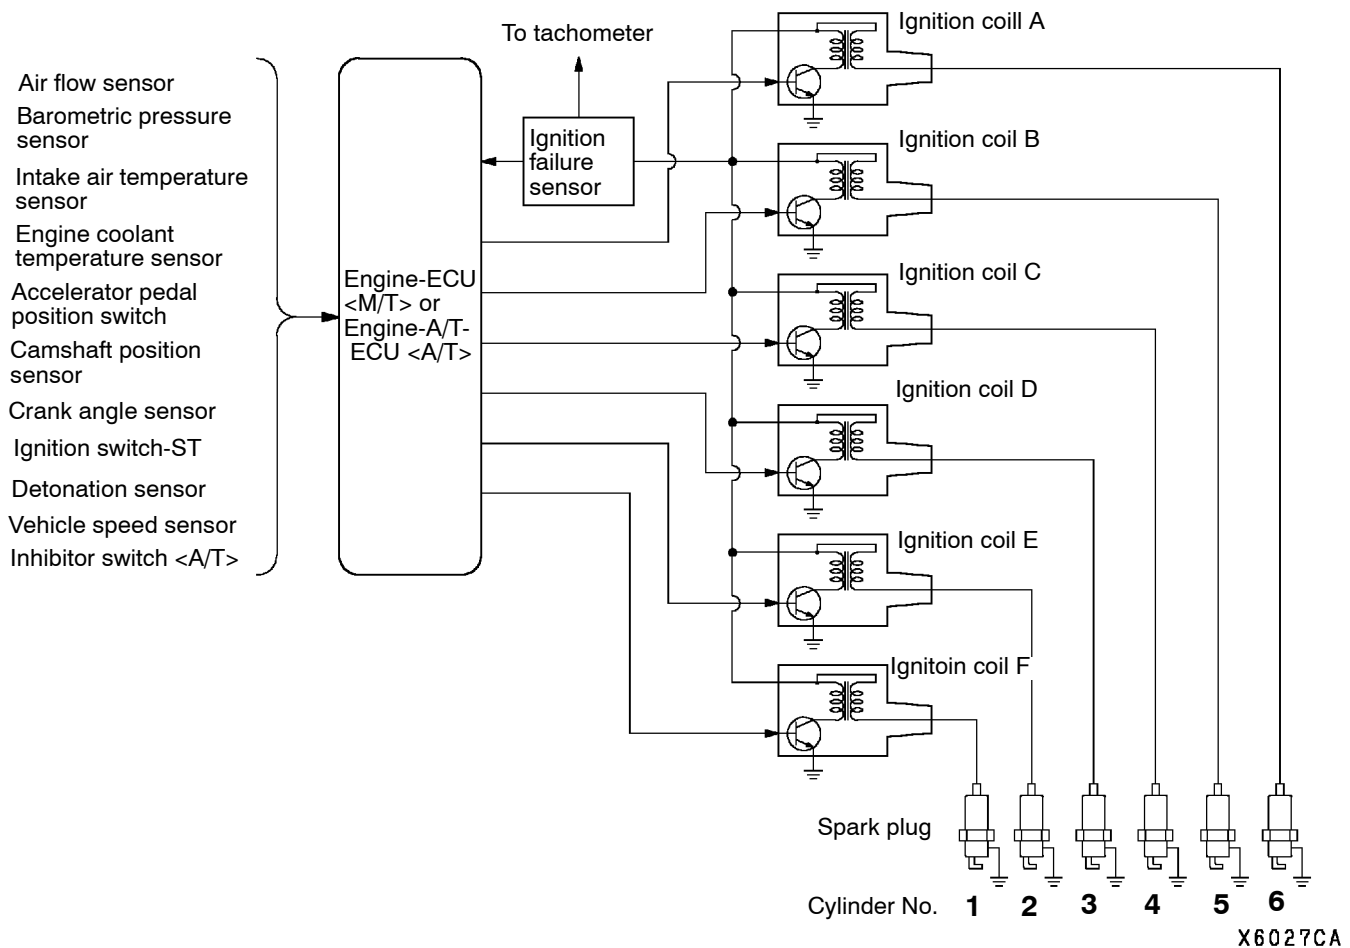 Ignition coill A
To tachometer
Air flow sensor
Barometric pressure
sensor
Intake air temperature
sensor
Engine coolant
temperature sensor
Accelerator pedal
position switch
Camshaft position
sensor
Crank angle sensor
Ignition switch-ST
Detonation sensor
Vehicle speed sensor
Inhibitor switch <A/T>
Engine-ECU
<M/T> or
Engine-A/T-
ECU <A/T>
Ignition
failure
sensor
Ignition coil B
Ignition coil C
Ignition coil D
Ignition coil E
Ignitoin coil F
Spark plug
Cylinder No. 1 2 3 4 5 6
X6027CA